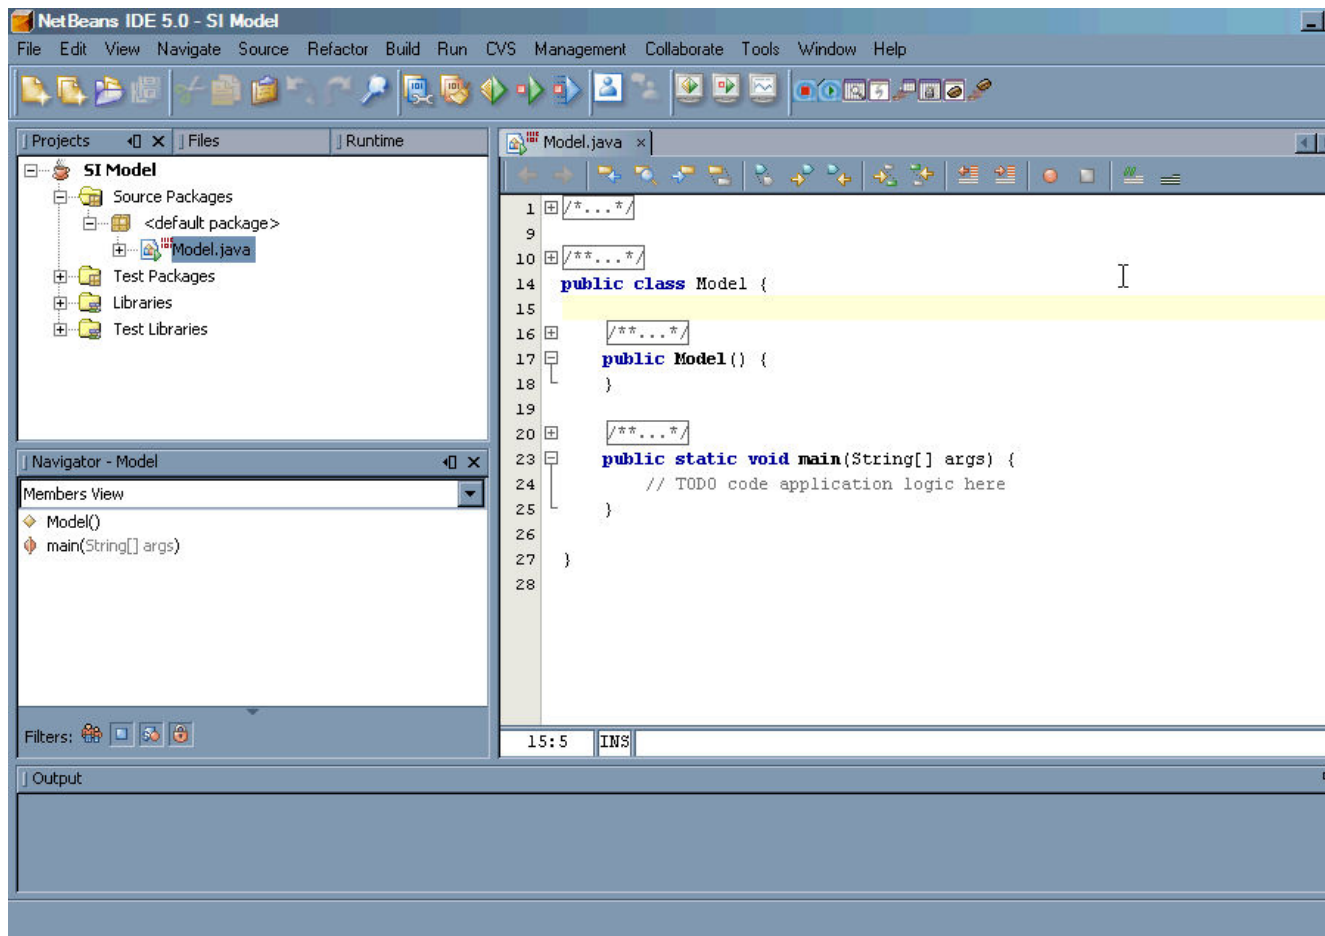 NetBeans IDE 5.0 - SI Model
File Edit View Navigate Source Refactor Build Run CVS Management Collaborate Tools Window Help
Projects Files Runtime
SI Model
Source Packages
<default package>
Model.java
Test Packages
Libraries
Test Libraries
Navigator - Model
Members View
Model()
main(String[] args)
Filters:
Model.java
1 /*...*/
9
10 /**...*/
14 public class Model {
15
16 /**...*/
17 public Model() {
18 }
19
20 /**...*/
23 public static void main(String[] args) {
24 // TODO code application logic here
25 }
26
27 }
28
15:5 INS
Output